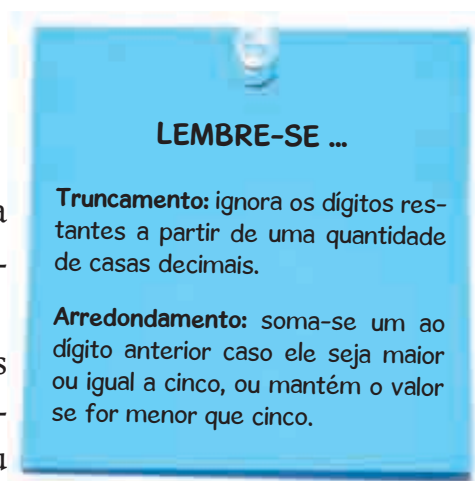 LEMBRE-SE ...
Truncamento: ignora os dígitos res-
tantes a partir de uma quantidade
de casas decimais.
a
-
Arredondamento: soma-se um ao
dígito anterior caso ele seja maior
ou igual a cinco, ou mantém o valor
se for menor que cinco.
s
-
u